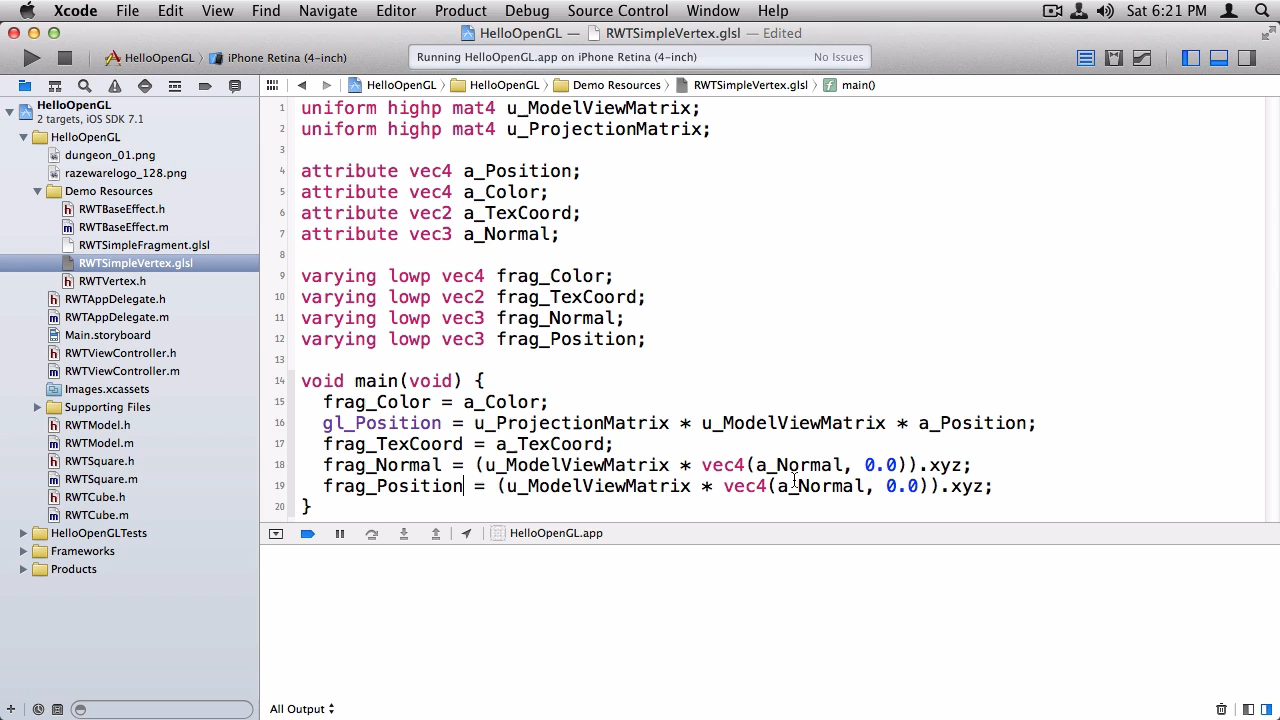 Xcode File Edit View Find Navigate Editor Product Debug Source Control Window Help Sat 6:21 PM
HelloOpenGL — RWTSimpleVertex.glsl — Edited
HelloOpenGL iPhone Retina (4-inch) Running HelloOpenGL.app on iPhone Retina (4-inch) No Issues
HelloOpenGL HelloOpenGL Demo Resources RWTSimpleVertex.glsl main()
HelloOpenGL
2 targets, iOS SDK 7.1
HelloOpenGL
dungeon_01.png
razewarelogo_128.png
Demo Resources
RWTBaseEffect.h
RWTBaseEffect.m
RWTSimpleFragment.glsl
RWTSimpleVertex.glsl
RWTVertex.h
RWTAppDelegate.h
RWTAppDelegate.m
Main.storyboard
RWTViewController.h
RWTViewController.m
Images.xcassets
Supporting Files
RWTModel.h
RWTModel.m
RWTSquare.h
RWTSquare.m
RWTCube.h
RWTCube.m
HelloOpenGLTests
Frameworks
Products
1 uniform highp mat4 u_ModelViewMatrix;
2 uniform highp mat4 u_ProjectionMatrix;
3
4 attribute vec4 a_Position;
5 attribute vec4 a_Color;
6 attribute vec2 a_TexCoord;
7 attribute vec3 a_Normal;
8
9 varying lowp vec4 frag_Color;
10 varying lowp vec2 frag_TexCoord;
11 varying lowp vec3 frag_Normal;
12 varying lowp vec3 frag_Position;
13
14 void main(void) {
15 frag_Color = a_Color;
16 gl_Position = u_ProjectionMatrix * u_ModelViewMatrix * a_Position;
17 frag_TexCoord = a_TexCoord;
18 frag_Normal = (u_ModelViewMatrix * vec4(a_Normal, 0.0)).xyz;
19 frag_Position = (u_ModelViewMatrix * vec4(a_Normal, 0.0)).xyz;
20 }
HelloOpenGL.app
All Output